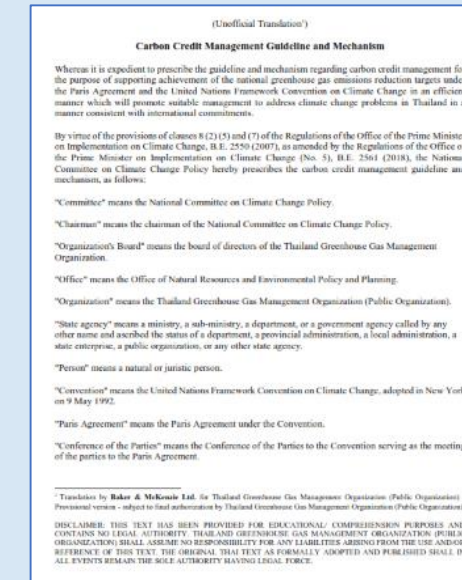 (Unofficial Translation¹)
Carbon Credit Management Guideline and Mechanism
Whereas it is expedient to prescribe the guideline and mechanism regarding carbon credit management fo
the purpose of supporting achievement of the national greenhouse gas emissions reduction targets unde
the Paris Agreement and the United Nations Framework Convention on Climate Change in an efficien
manner which will promote suitable management to address climate change problems in Thailand in a
manner consistent with international commitments.
By virtue of the provisions of clauses 8 (2) (5) and (7) of the Regulations of the Office of the Prime Ministe
on Implementation on Climate Change, B.E. 2550 (2007), as amended by the Regulations of the Office o
the Prime Minister on Implementation on Climate Change (No. 5), B.E. 2561 (2018), the Nationa
Committee on Climate Change Policy hereby prescribes the carbon credit management guideline an
mechanism, as follows:
"Committee" means the National Committee on Climate Change Policy.
"Chairman" means the chairman of the National Committee on Climate Change Policy.
"Organization's Board" means the board of directors of the Thailand Greenhouse Gas Management
Organization.
"Office" means the Office of Natural Resources and Environmental Policy and Planning.
"Organization" means the Thailand Greenhouse Gas Management Organization (Public Organization).
"State agency" means a ministry, a sub-ministry, a department, or a government agency called by any
other name and ascribed the status of a department, a provincial administration, a local administration, a
state enterprise, a public organization, or any other state agency.
"Person" means a natural or juristic person.
"Convention" means the United Nations Framework Convention on Climate Change, adopted in New York
on 9 May 1992.
"Paris Agreement" means the Paris Agreement under the Convention.
"Conference of the Parties" means the Conference of the Parties to the Convention serving as the meeting
of the parties to the Paris Agreement.
¹ Translation by Baker & McKenzie Ltd. for Thailand Greenhouse Gas Management Organization (Public Organization)
Provisional version - subject to final authorization by Thailand Greenhouse Gas Management Organization (Public Organization)
DISCLAIMER: THIS TEXT HAS BEEN PROVIDED FOR EDUCATIONAL/ COMPREHENSION PURPOSES AND
CONTAINS NO LEGAL AUTHORITY. THAILAND GREENHOUSE GAS MANAGEMENT ORGANIZATION (PUBLIC
ORGANIZATION) SHALL ASSUME NO RESPONSIBILITY FOR ANY LIABILITIES ARISING FROM THE USE AND/O
REFERENCE OF THIS TEXT. THE ORIGINAL THAI TEXT AS FORMALLY ADOPTED AND PUBLISHED SHALL IN
ALL EVENTS REMAIN THE SOLE AUTHORITY HAVING LEGAL FORCE.